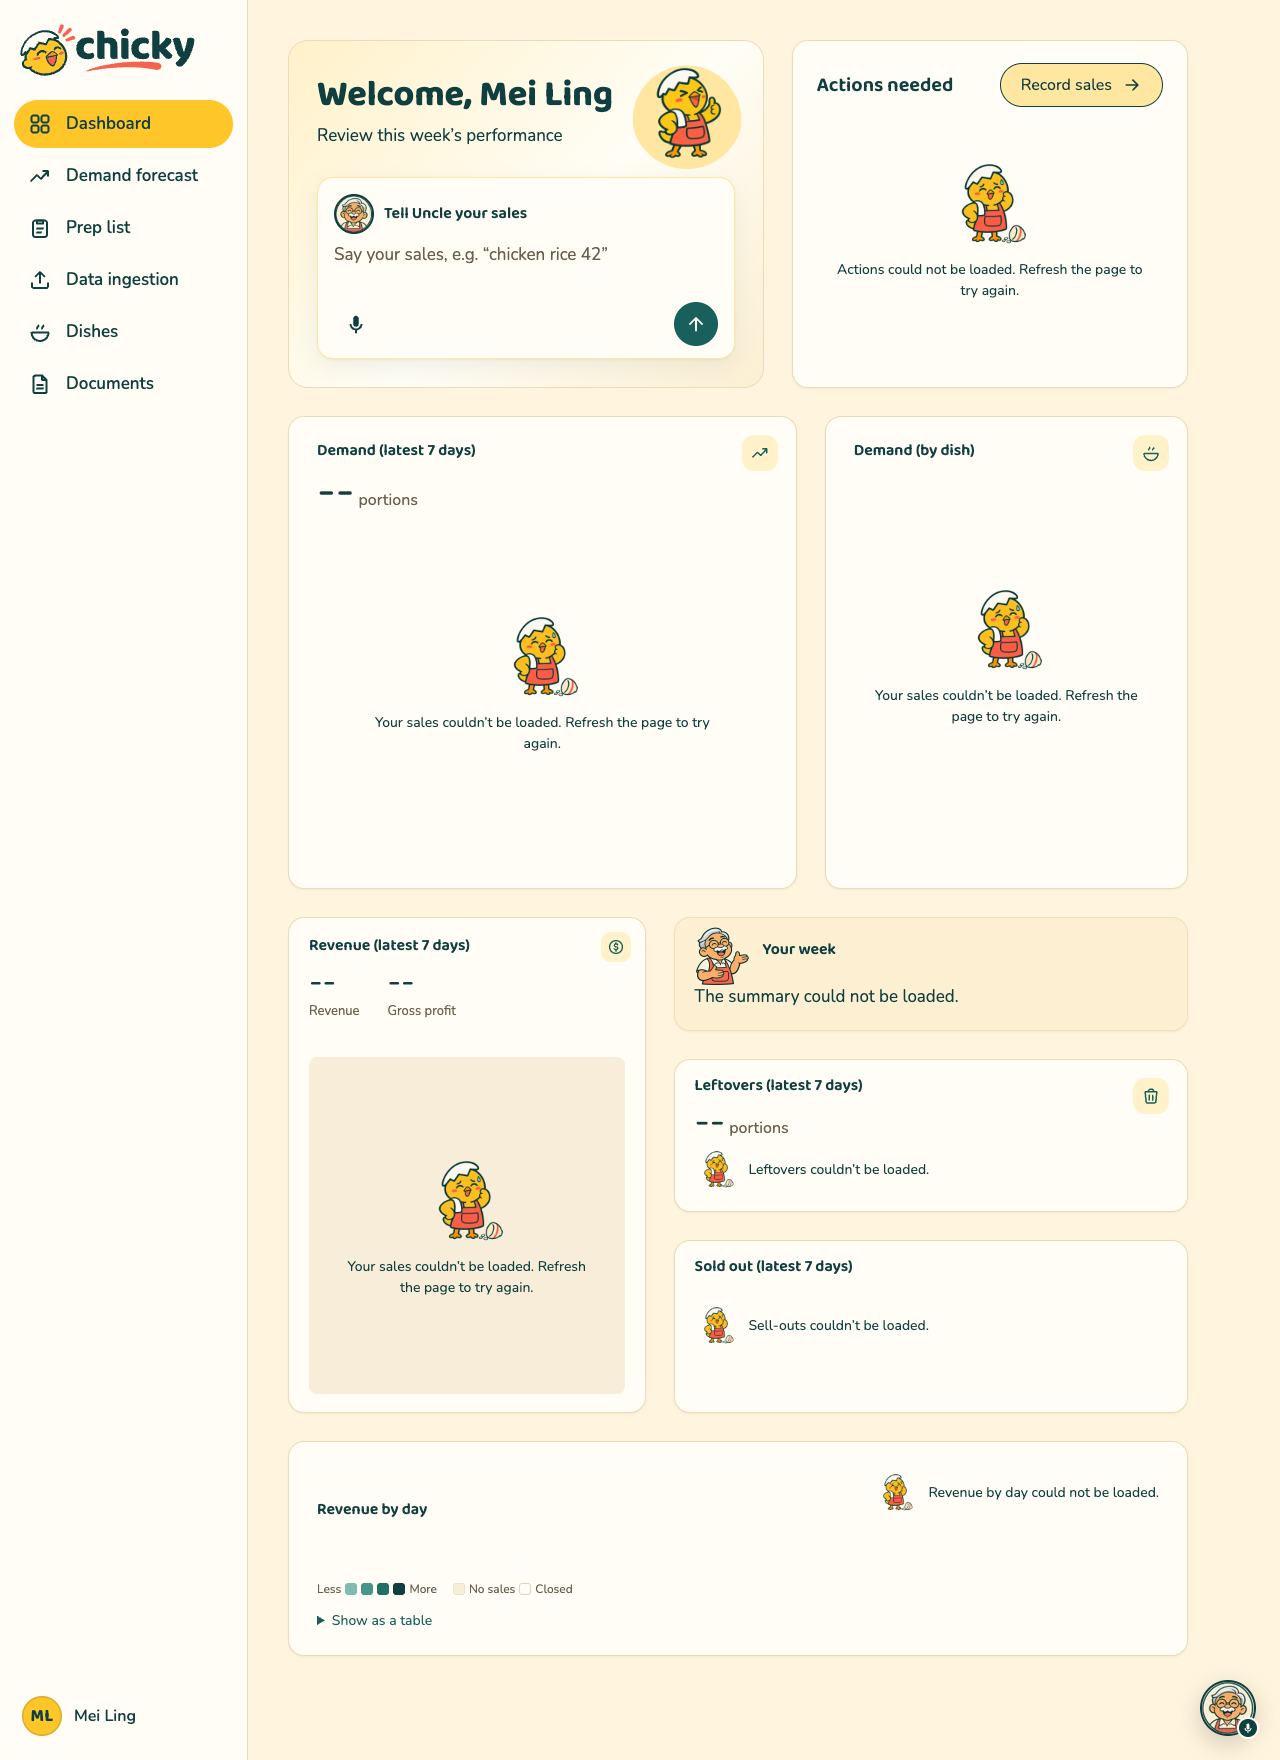 chicky
Dashboard
Demand forecast
Prep list
Data ingestion
Dishes
Documents
ML
Mei Ling
Welcome, Mei Ling
Review this week’s performance
Tell Uncle your sales
Say your sales, e.g. “chicken rice 42”
Actions needed
Record sales
Actions could not be loaded. Refresh the page to
try again.
Demand (latest 7 days)
-- portions
Your sales couldn’t be loaded. Refresh the page to try
again.
Demand (by dish)
Your sales couldn’t be loaded. Refresh the
page to try again.
Revenue (latest 7 days)
-- --
Revenue Gross profit
Your sales couldn’t be loaded. Refresh
the page to try again.
Your week
The summary could not be loaded.
Leftovers (latest 7 days)
-- portions
Leftovers couldn’t be loaded.
Sold out (latest 7 days)
Sell-outs couldn’t be loaded.
Revenue by day
Revenue by day could not be loaded.
Less More No sales Closed
Show as a table